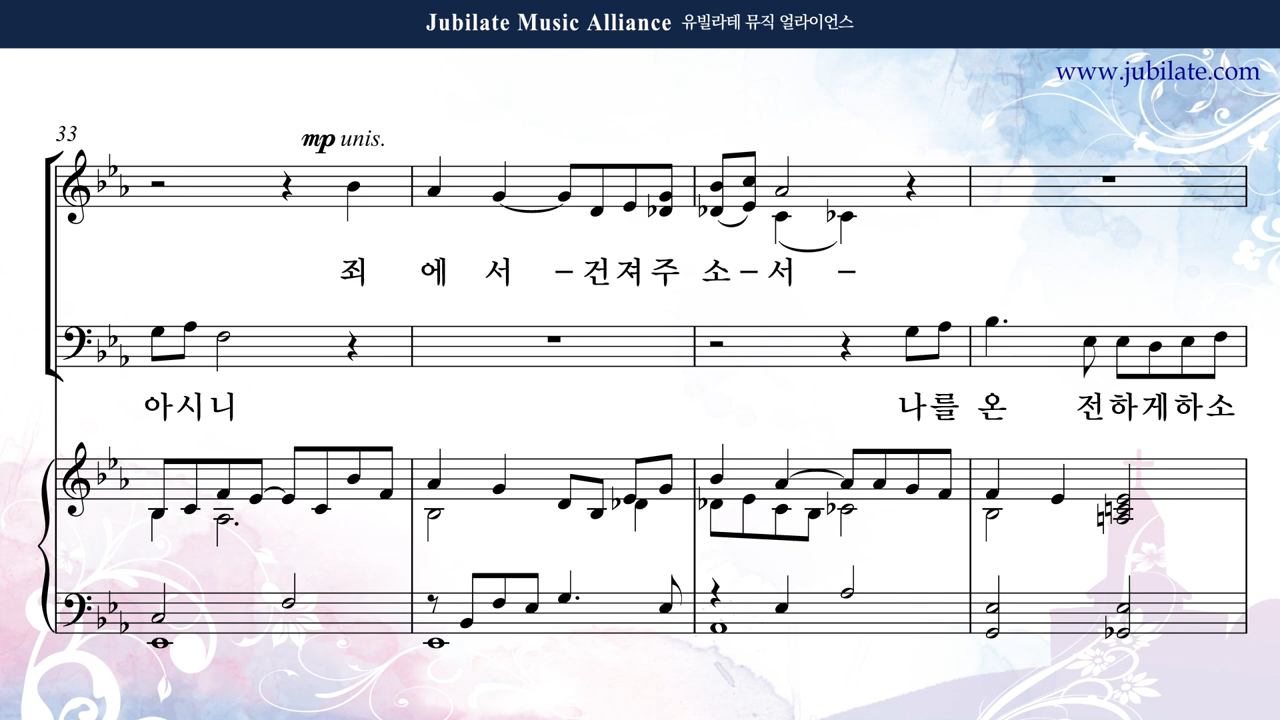 Jubilate Music Alliance 유빌라테 뮤직 얼라이언스
www.jubilate.com
33
mp unis.
죄 에 서 – 건져주 소 – 서 –
아시니 나를 온 전하게하소